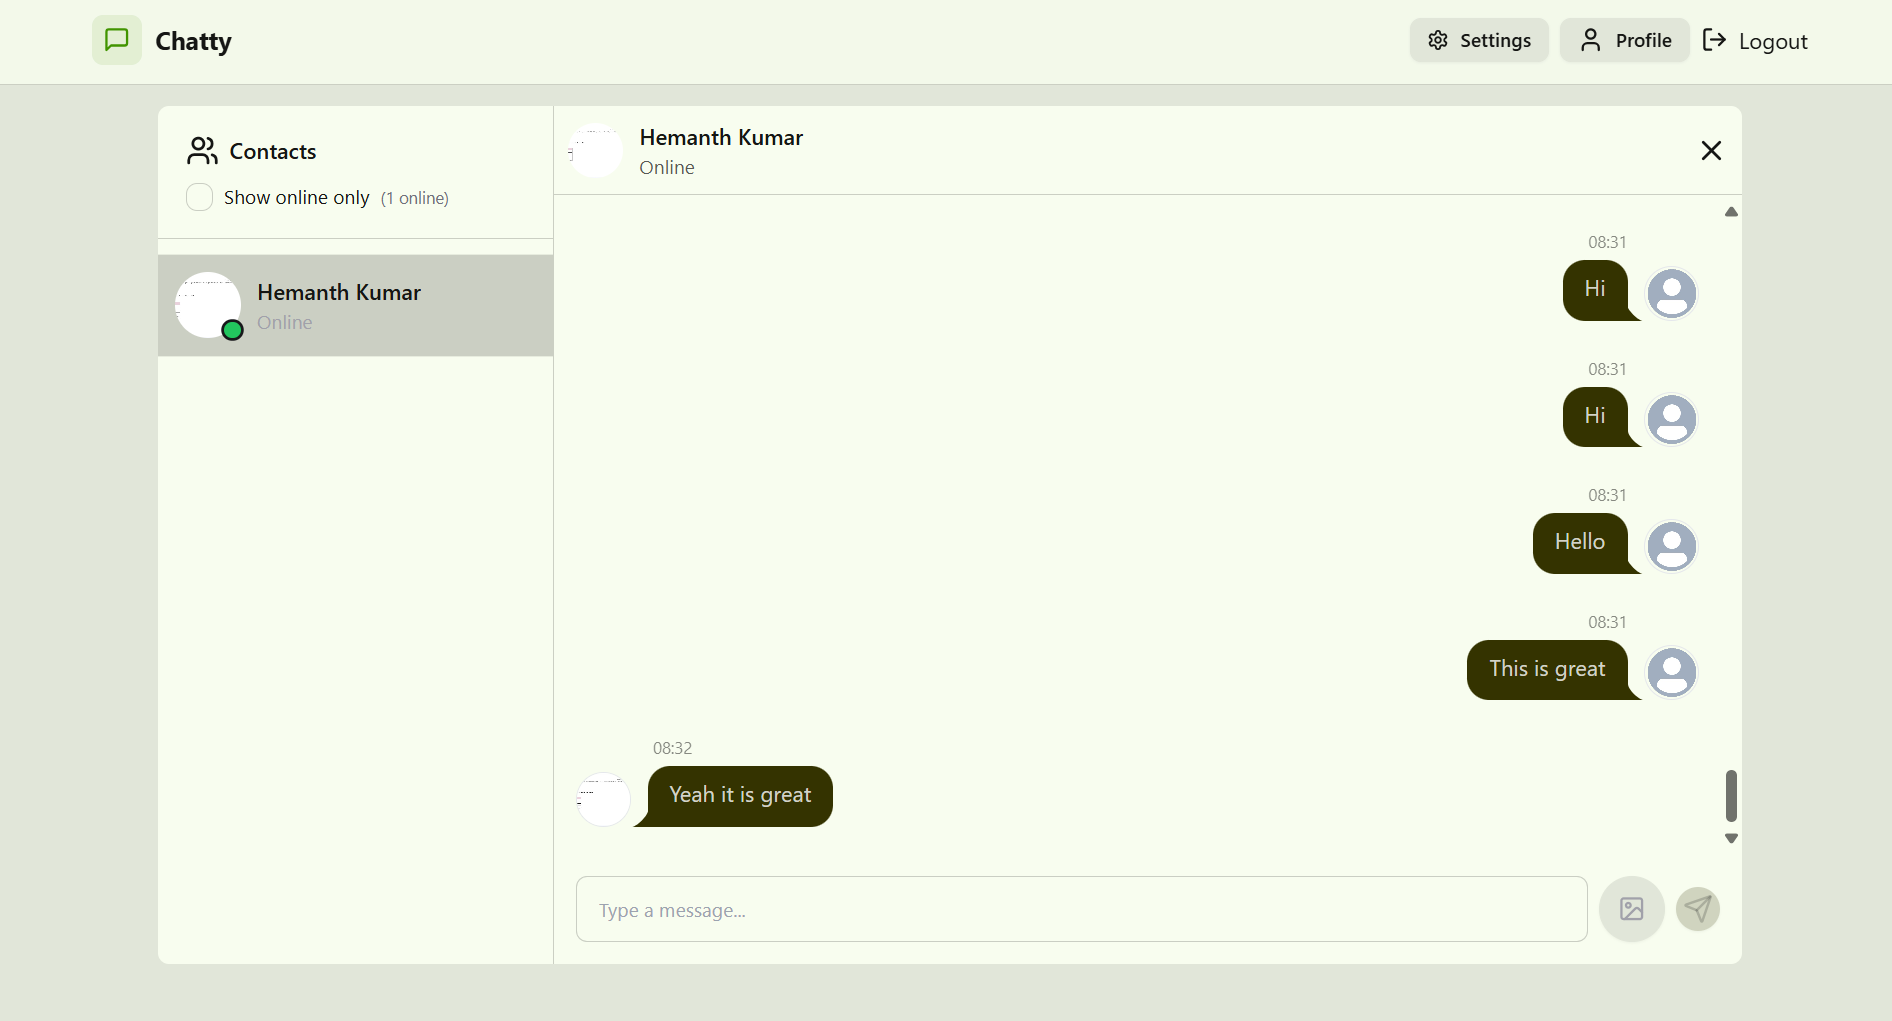 Chatty
Settings
Profile
Logout
Contacts
Show online only (1 online)
Hemanth Kumar
Online
Hemanth Kumar
Online
08:31
Hi
08:31
Hi
08:31
Hello
08:31
This is great
08:32
Yeah it is great
Type a message...